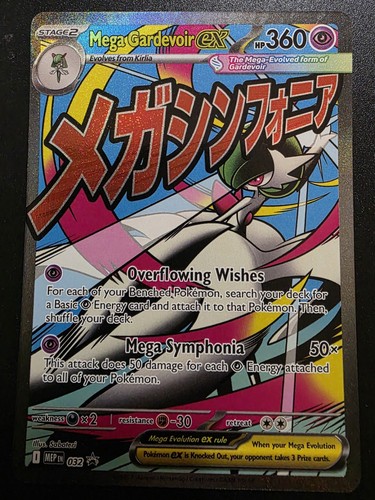 STAGE2
Mega Gardevoir ex
HP 360
Evolves from Kirlia
The Mega-Evolved form of
Gardevoir
メガシンフォニア
Overflowing Wishes
For each of your Benched Pokémon, search your deck for
a Basic Energy card and attach it to that Pokémon. Then,
shuffle your deck.
Mega Symphonia 50×
This attack does 50 damage for each Energy attached
to all of your Pokémon.
weakness ×2 resistance -30 retreat
Illus. Saboteri
Mega Evolution ex rule
When your Mega Evolution
Pokémon ex is Knocked Out, your opponent takes 3 Prize cards.
I MEP EN 032